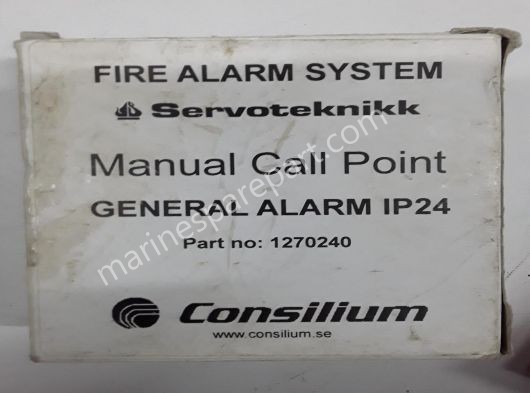 FIRE ALARM SYSTEM
Servoteknikk
Manual Call Point
GENERAL ALARM IP24
Part no: 1270240
Consilium
www.consilium.se
marinesparepart.com